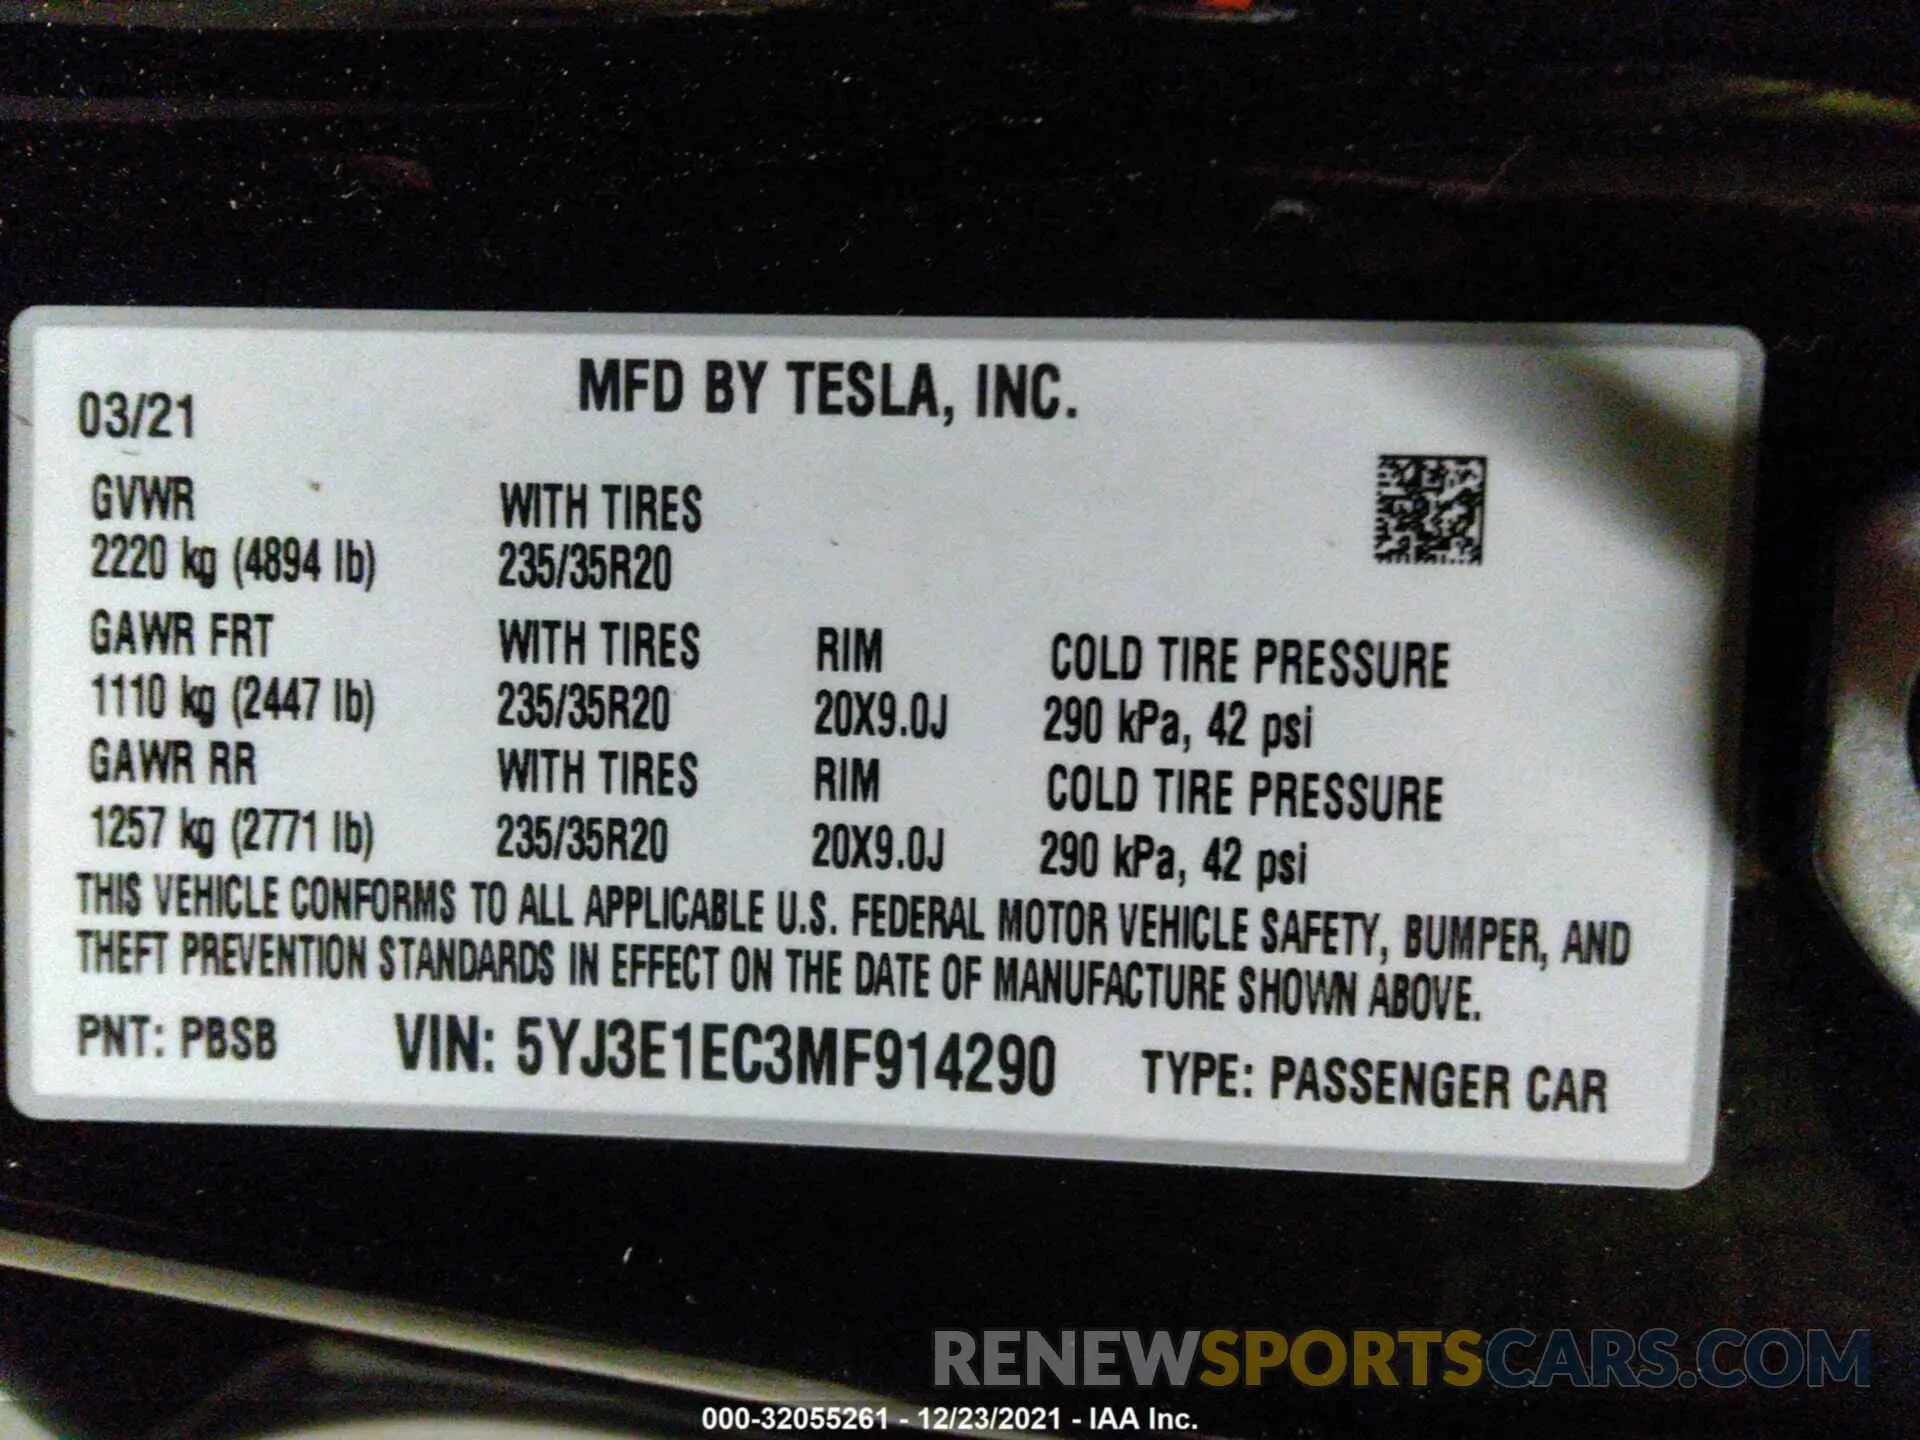 MFD BY TESLA, INC.
03/21
GVWR WITH TIRES
2220 kg (4894 lb) 235/35R20
GAWR FRT WITH TIRES RIM COLD TIRE PRESSURE
1110 kg (2447 lb) 235/35R20 20X9.0J 290 kPa, 42 psi
GAWR RR WITH TIRES RIM COLD TIRE PRESSURE
1257 kg (2771 lb) 235/35R20 20X9.0J 290 kPa, 42 psi
THIS VEHICLE CONFORMS TO ALL APPLICABLE U.S. FEDERAL MOTOR VEHICLE SAFETY, BUMPER, AND
THEFT PREVENTION STANDARDS IN EFFECT ON THE DATE OF MANUFACTURE SHOWN ABOVE.
PNT: PBSB VIN: 5YJ3E1EC3MF914290 TYPE: PASSENGER CAR
RENEWSPORTSCARS.COM
000-32055261 - 12/23/2021 - IAA Inc.